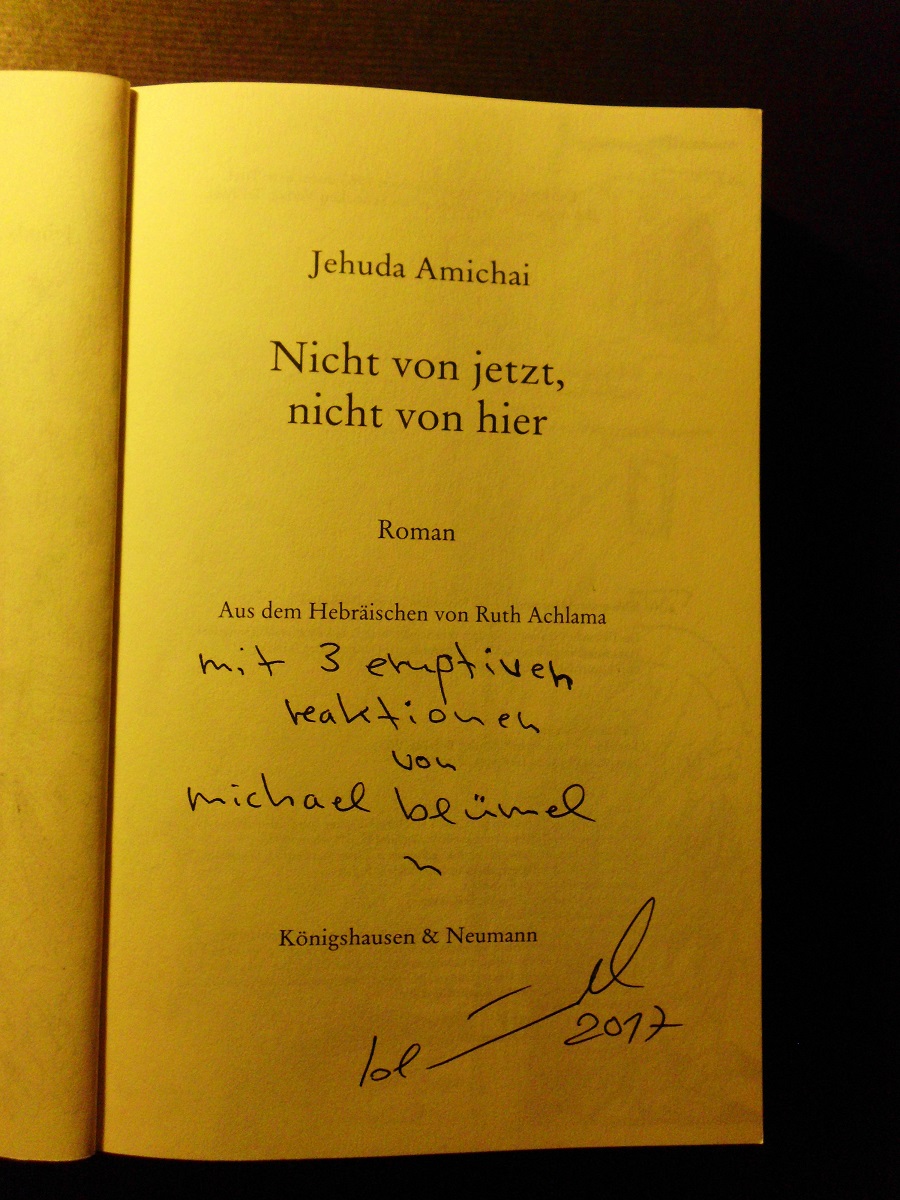 Jehuda Amichai
Nicht von jetzt,
nicht von hier
Roman
Aus dem Hebräischen von Ruth Achlama
mit 3 eruptiven
reaktionen
von
michael blümel
Königshausen & Neumann
2017